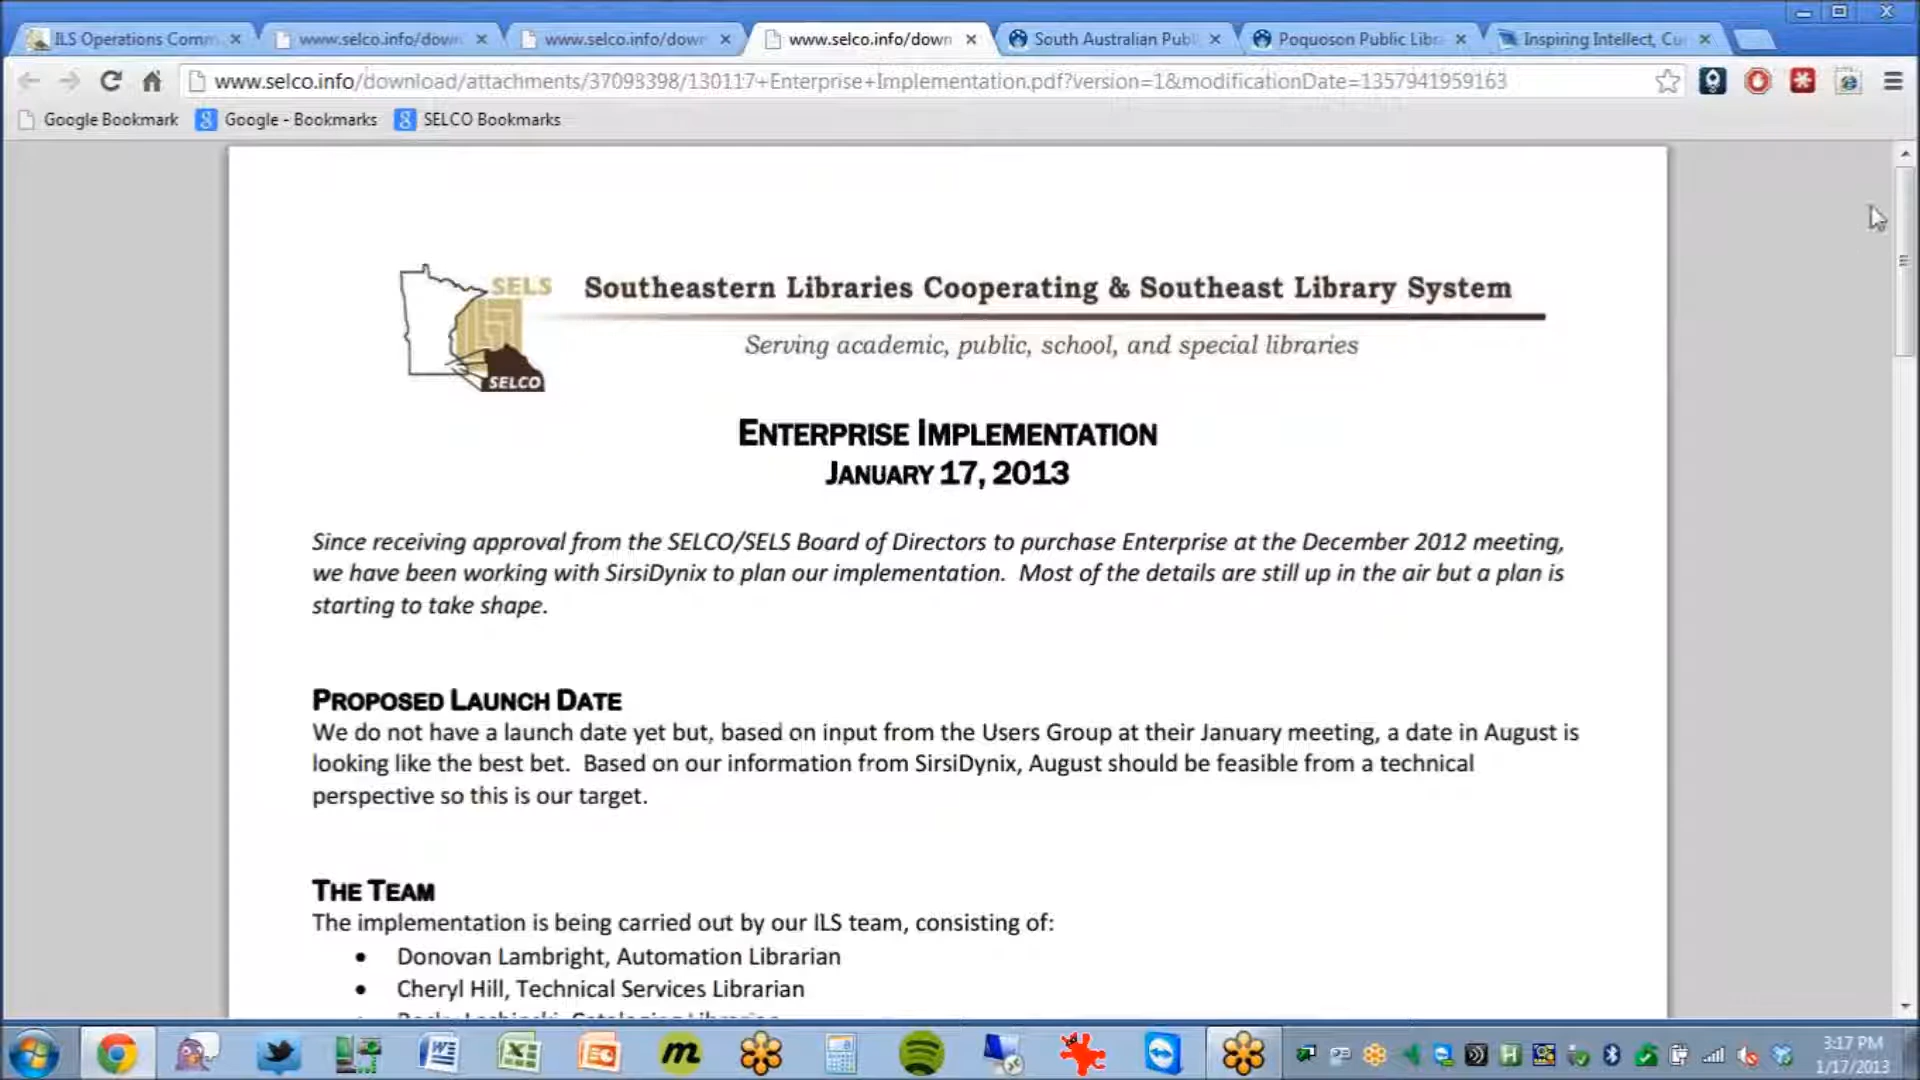 ILS Operations Comm
www.selco.info/down
www.selco.info/down
www.selco.info/down
South Australian Publ
Poquoson Public Libra
Inspiring Intellect, Cu
www.selco.info/download/attachments/37093398/130117+Enterprise+Implementation.pdf?version=1&modificationDate=1357941959163
Google Bookmark
Google - Bookmarks
SELCO Bookmarks
SELS
SELCO
Southeastern Libraries Cooperating & Southeast Library System
Serving academic, public, school, and special libraries
ENTERPRISE IMPLEMENTATION
JANUARY 17, 2013
Since receiving approval from the SELCO/SELS Board of Directors to purchase Enterprise at the December 2012 meeting,
we have been working with SirsiDynix to plan our implementation. Most of the details are still up in the air but a plan is
starting to take shape.
PROPOSED LAUNCH DATE
We do not have a launch date yet but, based on input from the Users Group at their January meeting, a date in August is
looking like the best bet. Based on our information from SirsiDynix, August should be feasible from a technical
perspective so this is our target.
THE TEAM
The implementation is being carried out by our ILS team, consisting of:
• Donovan Lambright, Automation Librarian
• Cheryl Hill, Technical Services Librarian
3:17 PM
1/17/2013